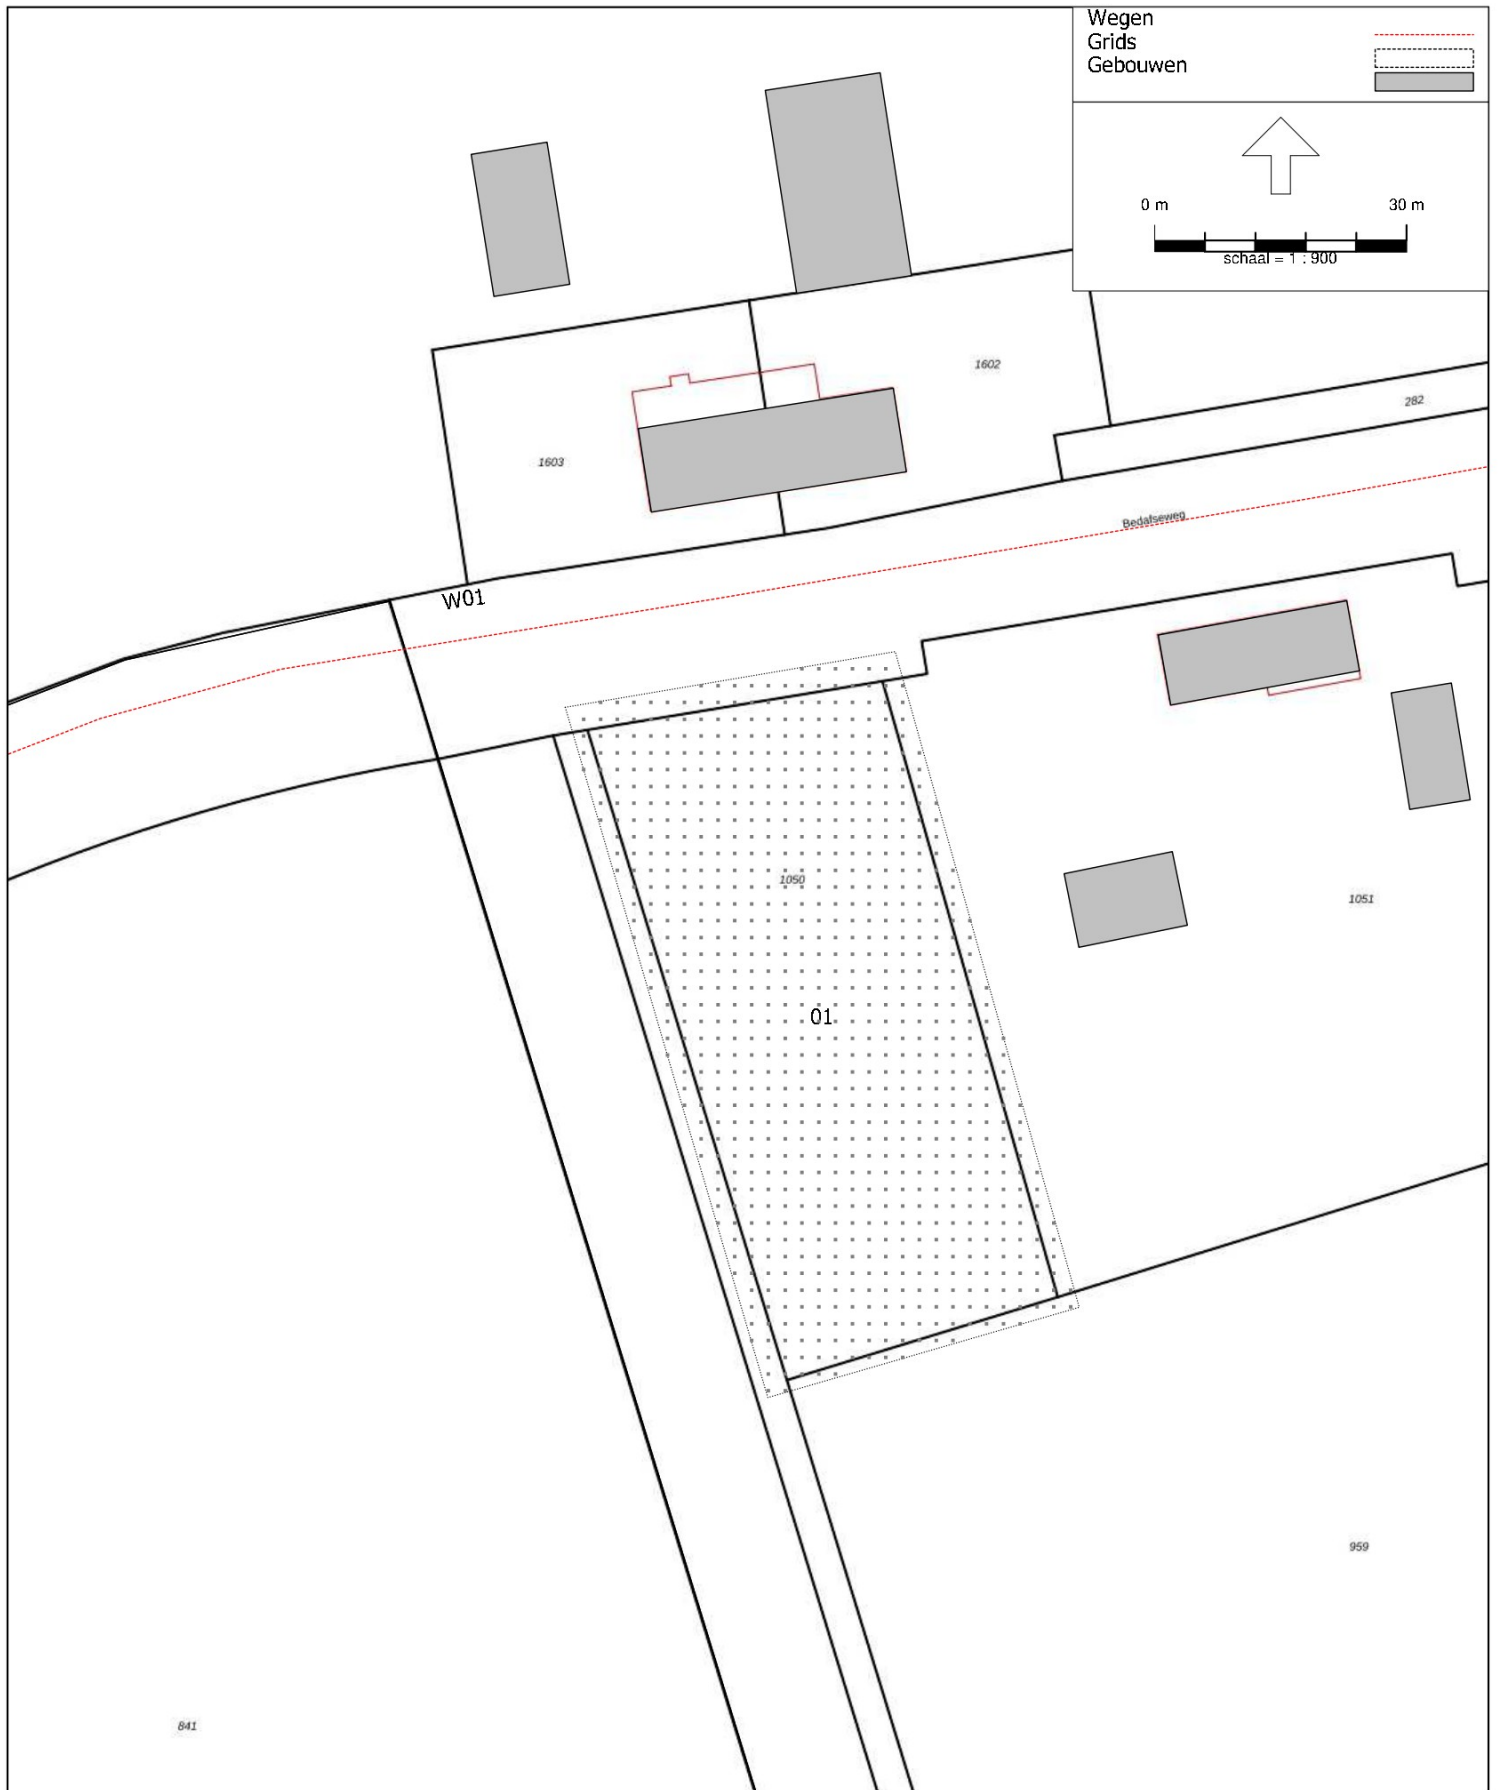 Wegen
Grids
Gebouwen
0 m 30 m
schaal = 1 : 900
1602
282
1603
Bedafseweg
W01
1050
1051
01
959
841